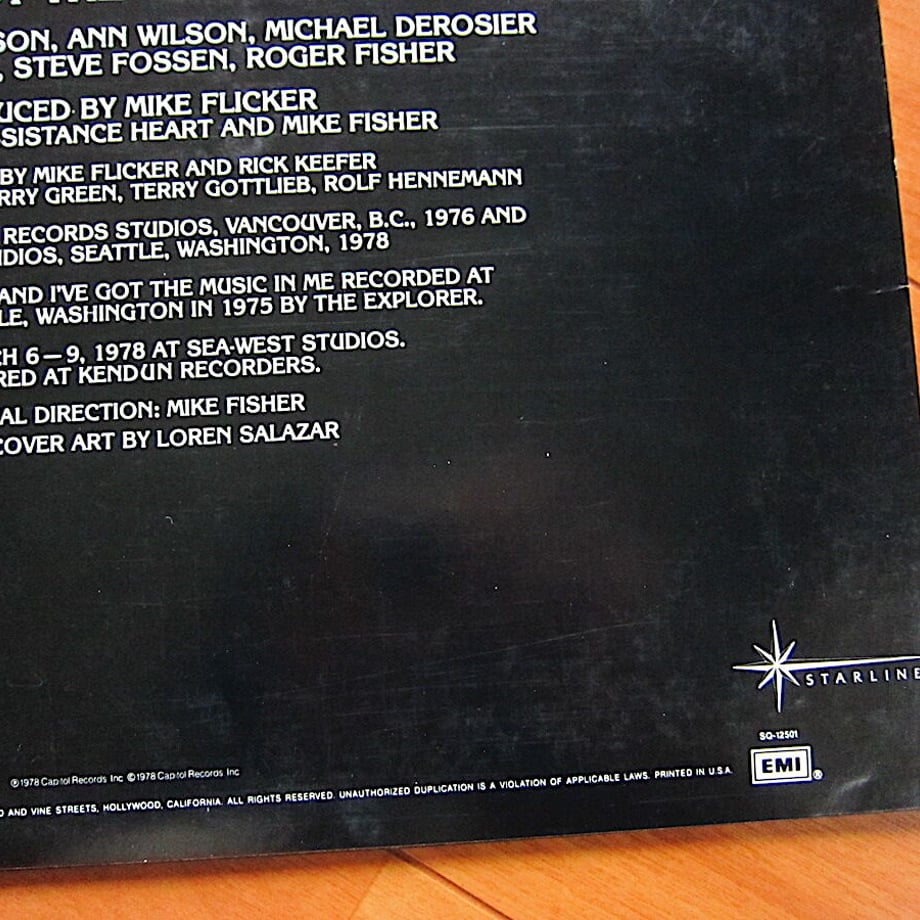 SON, ANN WILSON, MICHAEL DEROSIER
, STEVE FOSSEN, ROGER FISHER
UCED BY MIKE FLICKER
SSISTANCE HEART AND MIKE FISHER
BY MIKE FLICKER AND RICK KEEFER
RRY GREEN, TERRY GOTTLIEB, ROLF HENNEMANN
RECORDS STUDIOS, VANCOUVER, B.C., 1976 AND
DIOS, SEATTLE, WASHINGTON, 1978
AND I'VE GOT THE MUSIC IN ME RECORDED AT
LE, WASHINGTON IN 1975 BY THE EXPLORER.
CH 6—9, 1978 AT SEA-WEST STUDIOS.
RED AT KENDUN RECORDERS.
AL DIRECTION: MIKE FISHER
COVER ART BY LOREN SALAZAR
STARLINE
SQ-12501
EMI®
℗1978 Capitol Records Inc ©1978 Capitol Records Inc
D AND VINE STREETS, HOLLYWOOD, CALIFORNIA. ALL RIGHTS RESERVED. UNAUTHORIZED DUPLICATION IS A VIOLATION OF APPLICABLE LAWS. PRINTED IN U.S.A.